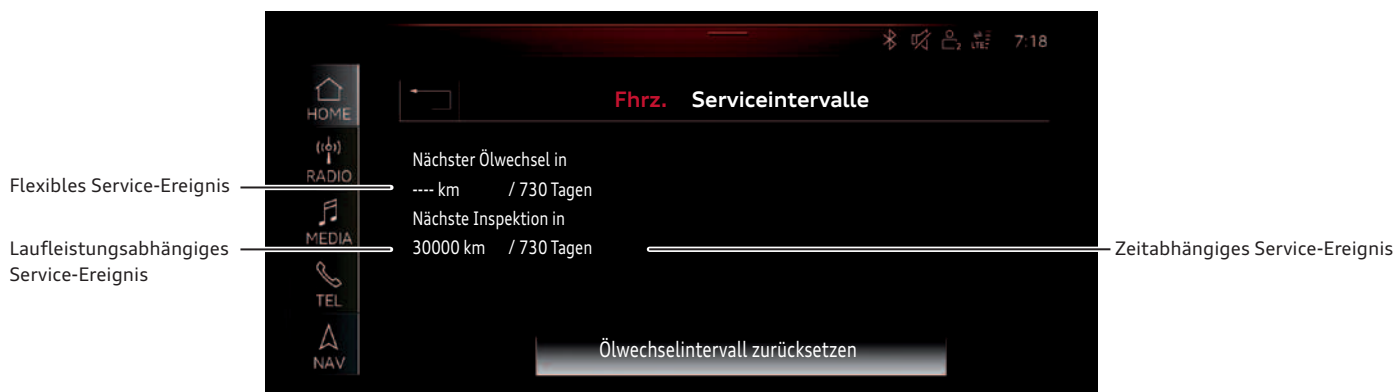 LTE
7:18
HOME
Fhrz. Serviceintervalle
RADIO
Nächster Ölwechsel in
Flexibles Service-Ereignis
---- km / 730 Tagen
MEDIA
Nächste Inspektion in
Laufleistungsabhängiges
Service-Ereignis
30000 km / 730 Tagen
Zeitabhängiges Service-Ereignis
TEL
NAV
Ölwechselintervall zurücksetzen